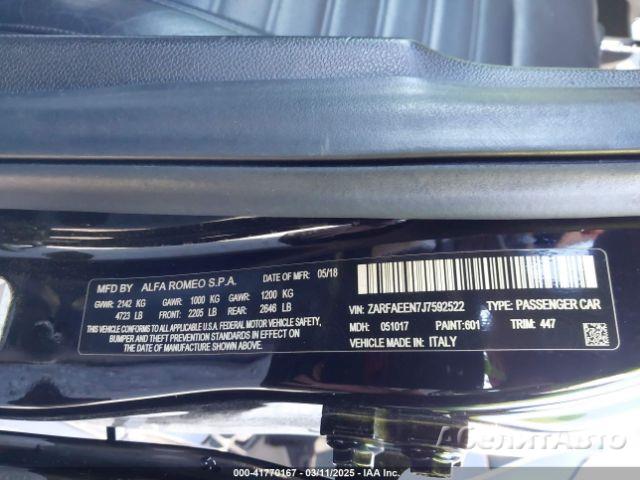 MFD BY ALFA ROMEO S.P.A. DATE OF MFR: 05/18
GVWR: 2142 KG GAWR: 1000 KG GAWR: 1200 KG
4723 LB FRONT: 2205 LB REAR: 2646 LB
THIS VEHICLE CONFORMS TO ALL APPLICABLE U.S. FEDERAL MOTOR VEHICLE SAFETY,
BUMPER AND THEFT PREVENTION STANDARDS IN EFFECT ON THE
DATE OF MANUFACTURE SHOWN ABOVE.
VIN: ZARFAEEN7J7592522 TYPE: PASSENGER CAR
MDH: 051017 PAINT:601 TRIM: 447
VEHICLE MADE IN: ITALY
АСелитАвто
000-41770167 - 03/11/2025 - IAAI.COM